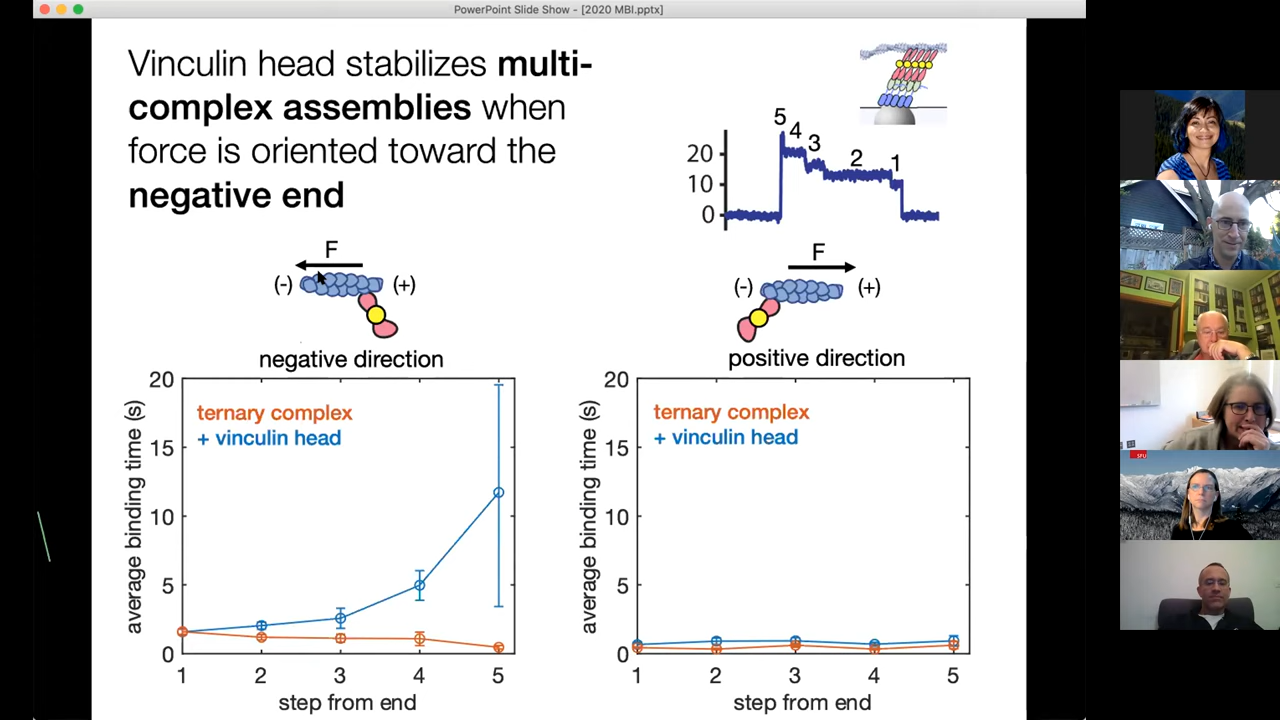 PowerPoint Slide Show - [2020 MBI.pptx]
Vinculin head stabilizes multi-
complex assemblies when
force is oriented toward the
negative end
5
4
3
2
1
20
10
0
F
(-)
(+)
negative direction
20
15
10
5
0
average binding time (s)
ternary complex
+ vinculin head
1 2 3 4 5
step from end
F
(-)
(+)
positive direction
20
15
10
5
0
average binding time (s)
ternary complex
+ vinculin head
1 2 3 4 5
step from end
SFU